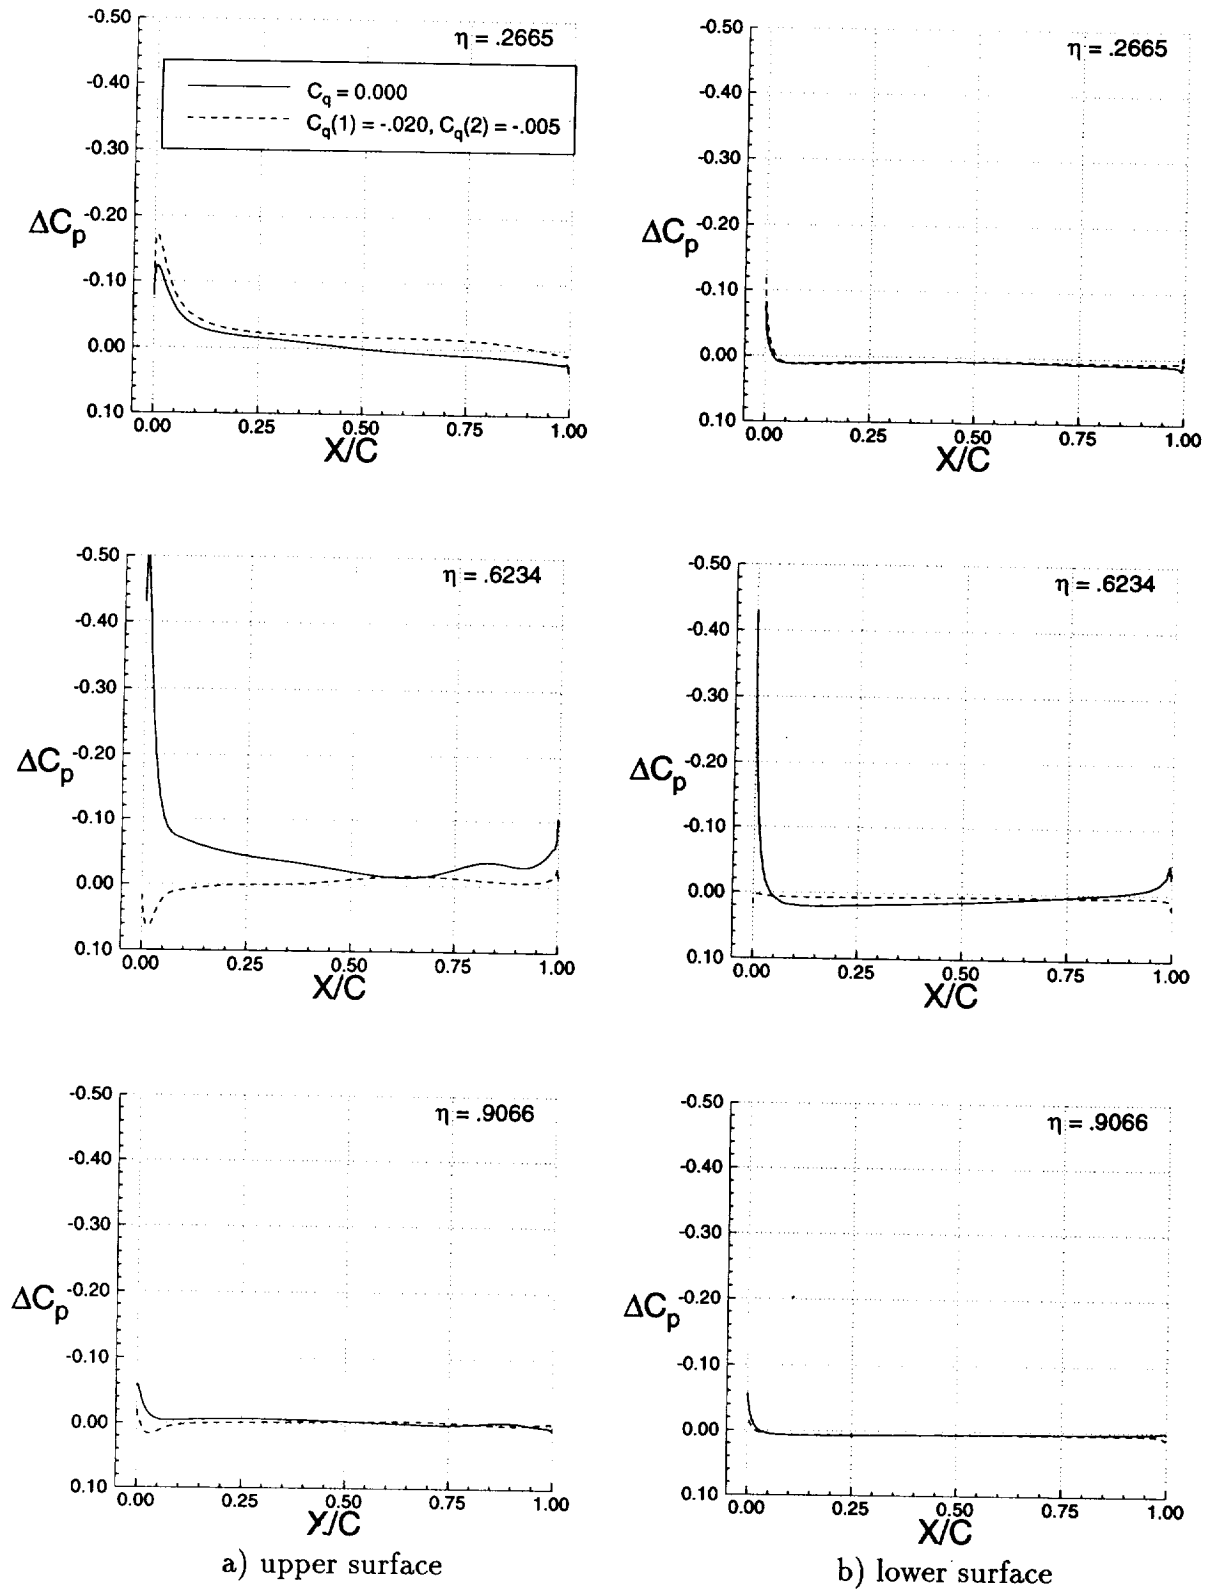 -0.50
η = .2665
-0.40
C_q = 0.000
C_q(1) = -.020, C_q(2) = -.005
-0.30
-0.20
ΔC_p
-0.10
0.00
0.10
0.00 0.25 0.50 0.75 1.00
X/C
-0.50
η = .2665
-0.40
-0.30
-0.20
ΔC_p
-0.10
0.00
0.10
0.00 0.25 0.50 0.75 1.00
X/C
-0.50
η = .6234
-0.40
-0.30
-0.20
ΔC_p
-0.10
0.00
0.10
0.00 0.25 0.50 0.75 1.00
X/C
-0.50
η = .6234
-0.40
-0.30
-0.20
ΔC_p
-0.10
0.00
0.10
0.00 0.25 0.50 0.75 1.00
X/C
-0.50
η = .9066
-0.40
-0.30
-0.20
ΔC_p
-0.10
0.00
0.10
0.00 0.25 0.50 0.75 1.00
X/C
a) upper surface
-0.50
η = .9066
-0.40
-0.30
-0.20
ΔC_p
-0.10
0.00
0.10
0.00 0.25 0.50 0.75 1.00
X/C
b) lower surface